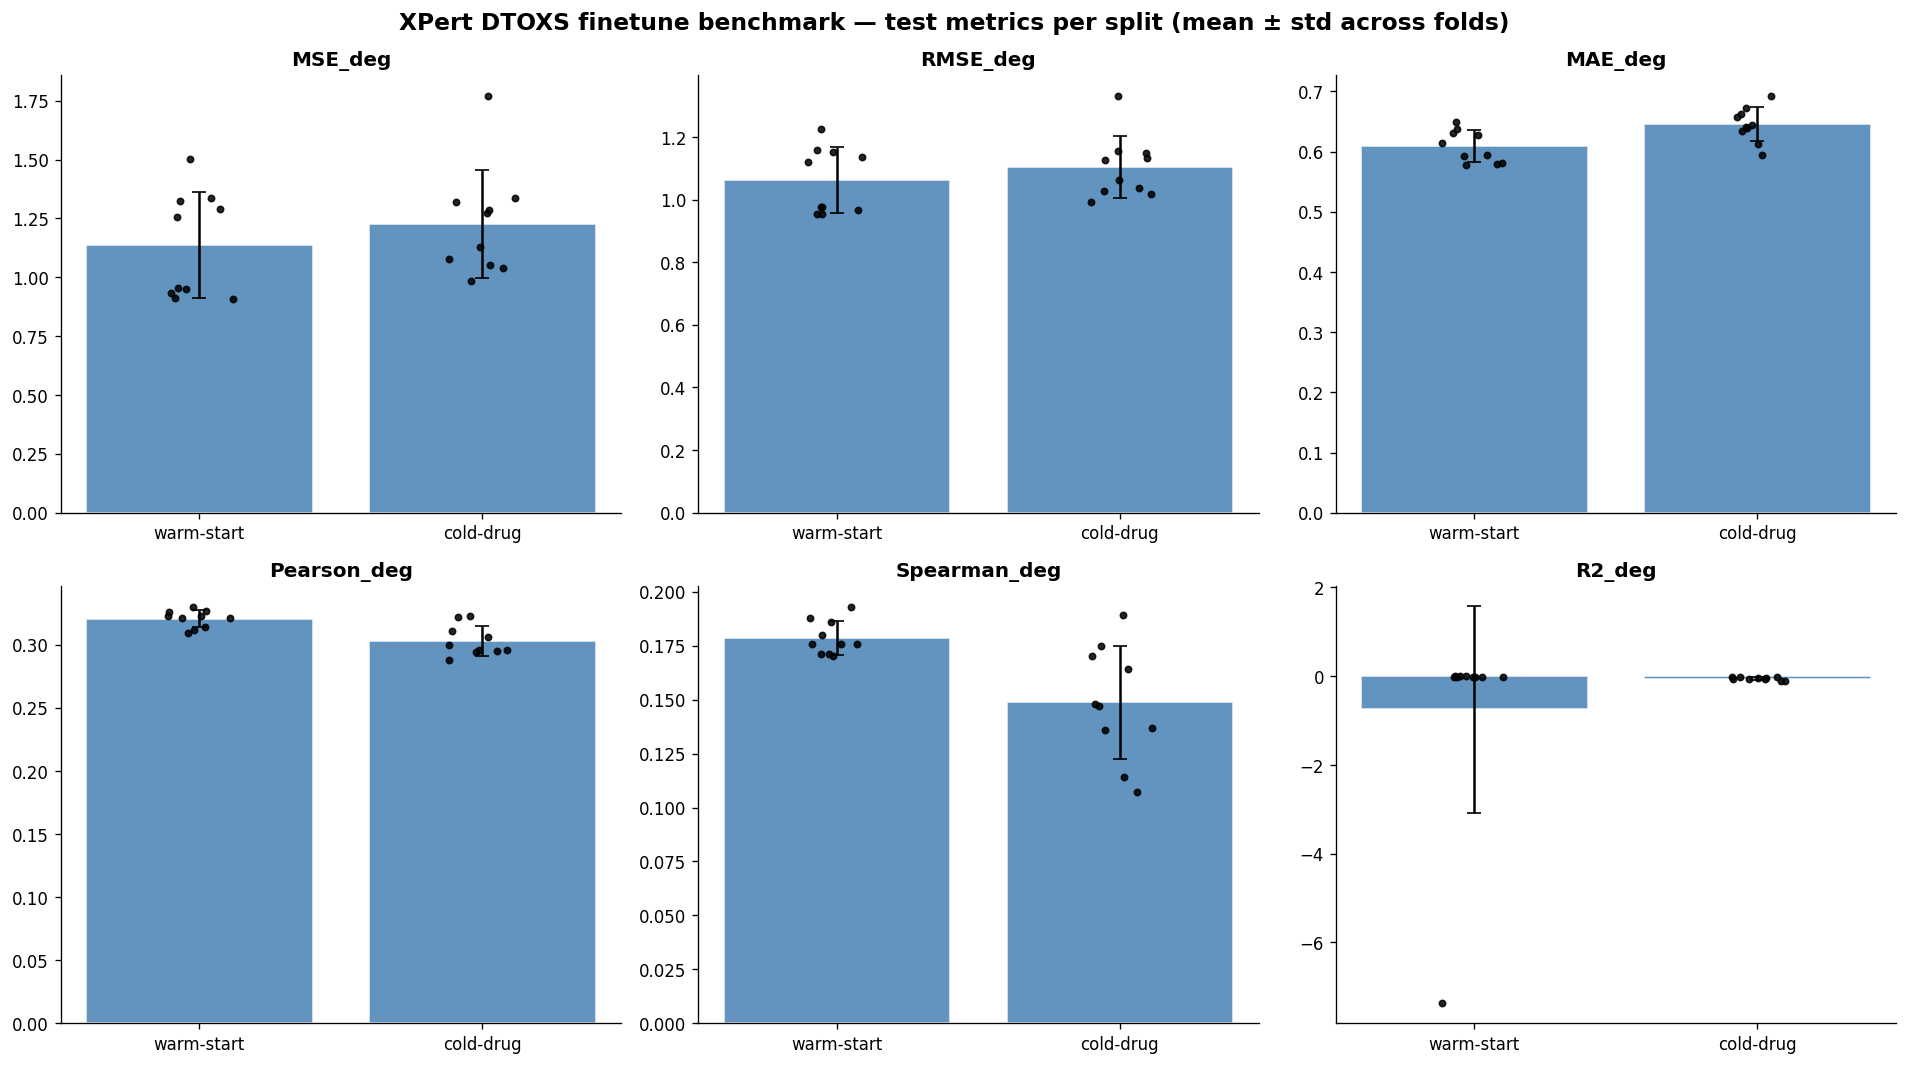 XPert DTOXS finetune benchmark — test metrics per split (mean ± std across folds)
MSE_deg
1.75
1.50
1.25
1.00
0.75
0.50
0.25
0.00
warm-start
cold-drug
RMSE_deg
1.2
1.0
0.8
0.6
0.4
0.2
0.0
warm-start
cold-drug
MAE_deg
0.7
0.6
0.5
0.4
0.3
0.2
0.1
0.0
warm-start
cold-drug
Pearson_deg
0.30
0.25
0.20
0.15
0.10
0.05
0.00
warm-start
cold-drug
Spearman_deg
0.200
0.175
0.150
0.125
0.100
0.075
0.050
0.025
0.000
warm-start
cold-drug
R2_deg
2
0
−2
−4
−6
warm-start
cold-drug